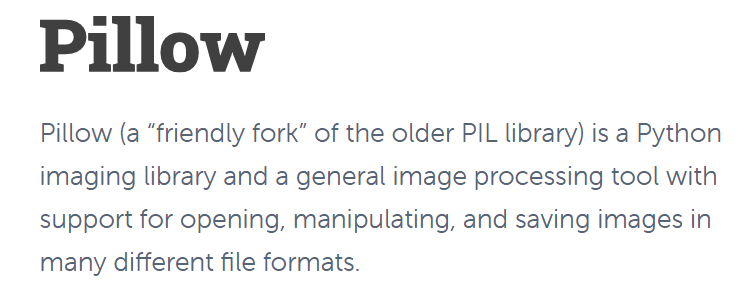 Pillow
Pillow (a “friendly fork” of the older PIL library) is a Python
imaging library and a general image processing tool with
support for opening, manipulating, and saving images in
many different file formats.